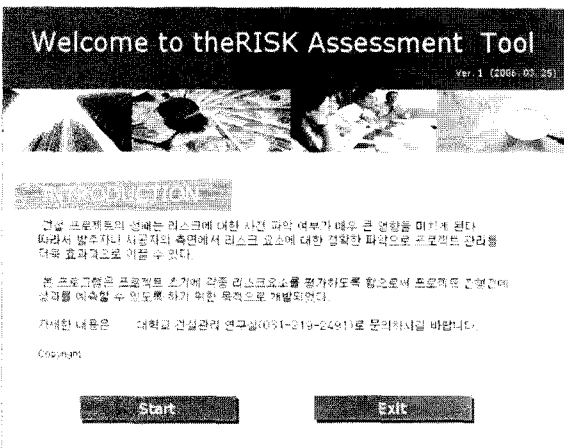 Welcome to theRISK Assessment Tool
Ver. 1 (2006. 03. 25)
INTRODUCTION
건설 프로젝트의 성패는 리스크에 대한 사전 파악 여부가 매우 큰 영향을 미치게 된다.
따라서 발주자나 시공자의 측면에서 리스크 요소에 대한 정확한 파악으로 프로젝트 관리를
더욱 효과적으로 이끌 수 있다.
본 프로그램은 프로젝트 초기에 각종 리스크요소를 평가하도록 함으로써 프로젝트 진행전에
성과를 예측할 수 있도록 하기 위한 목적으로 개발되었다.
자세한 내용은 대학교 건설관리 연구실(031-219-2491)로 문의하시길 바랍니다.
Copyright
Start Exit